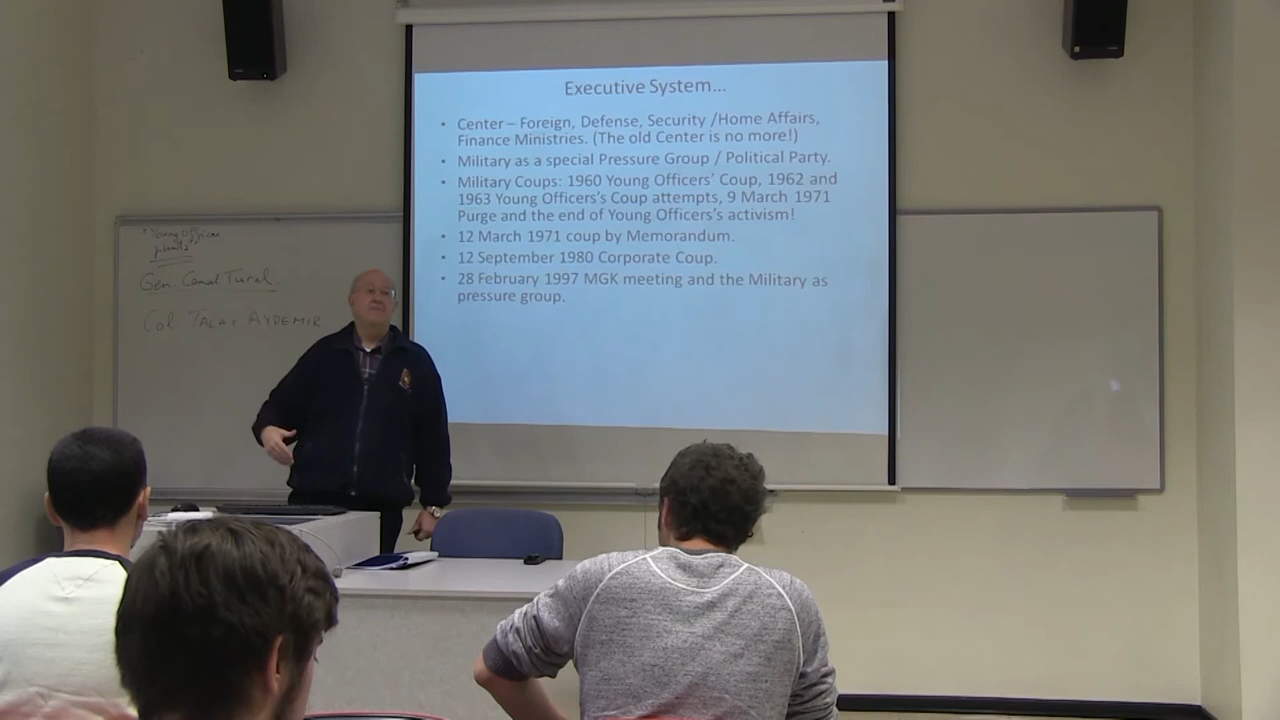 Executive System...
• Center – Foreign, Defense, Security /Home Affairs,
Finance Ministries. (The old Center is no more!)
• Military as a special Pressure Group / Political Party.
• Military Coups: 1960 Young Officers' Coup, 1962 and
1963 Young Officers's Coup attempts, 9 March 1971
Purge and the end of Young Officers's activism!
• 12 March 1971 coup by Memorandum.
• 12 September 1980 Corporate Coup.
• 28 February 1997 MGK meeting and the Military as
pressure group.
Young Officers
Gen. Cemal Tural.
Col TALAT AYDEMIR